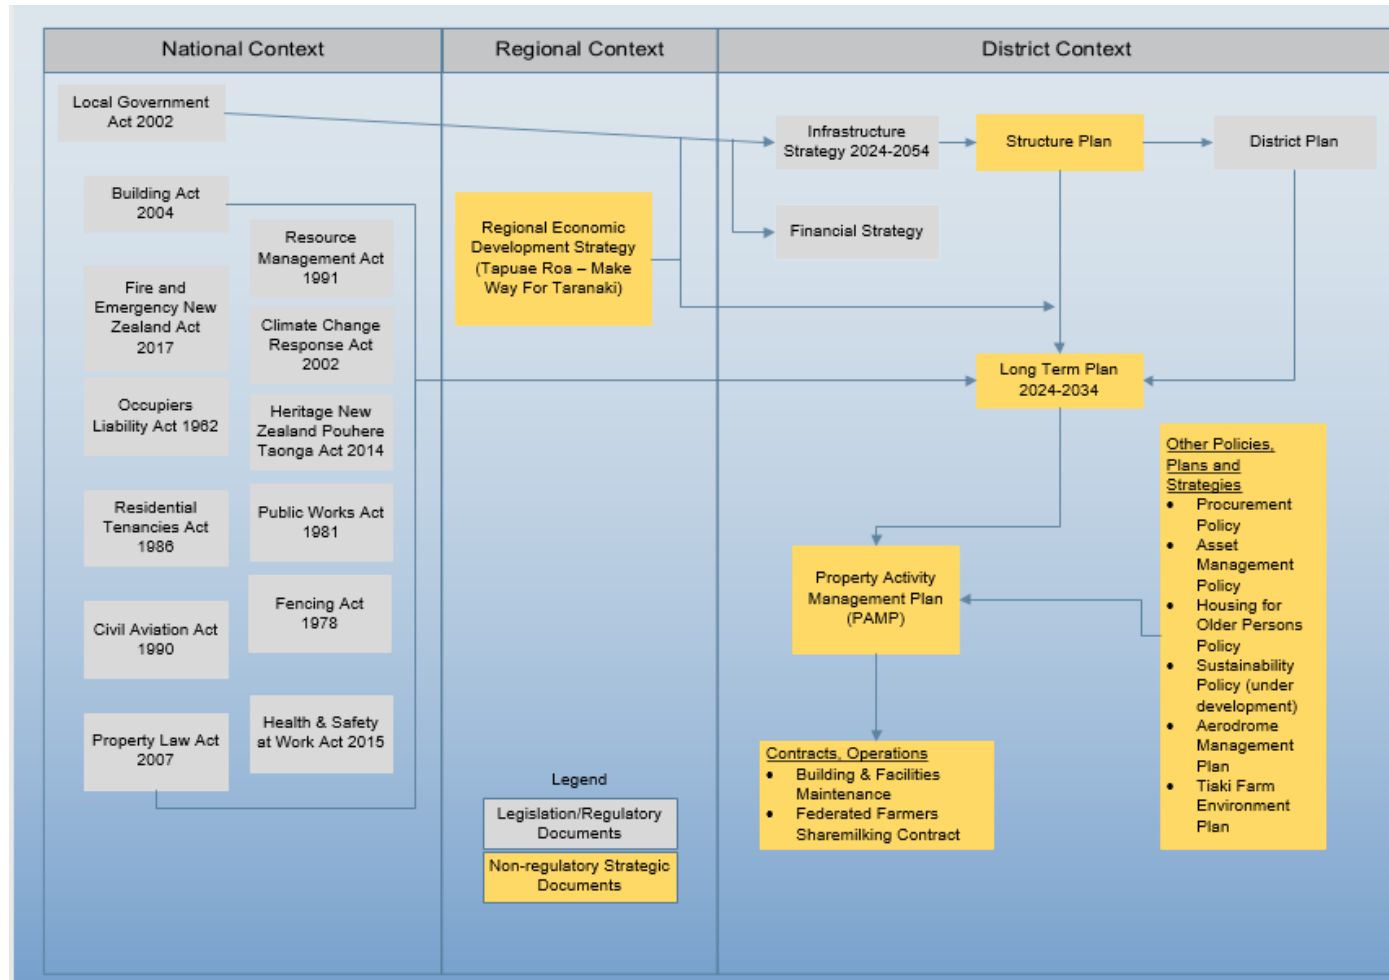 National Context
Regional Context
District Context
Local Government
Act 2002
Building Act
2004
Resource
Management Act
1991
Fire and
Emergency New
Zealand Act
2017
Climate Change
Response Act
2002
Occupiers
Liability Act 1962
Heritage New
Zealand Pouhere
Taonga Act 2014
Residential
Tenancies Act
1986
Public Works Act
1981
Fencing Act
1978
Civil Aviation Act
1990
Health & Safety
at Work Act 2015
Property Law Act
2007
Regional Economic
Development Strategy
(Tapuae Roa – Make
Way For Taranaki)
Legend
Legislation/Regulatory
Documents
Non-regulatory Strategic
Documents
Infrastructure
Strategy 2024-2054
Structure Plan
District Plan
Financial Strategy
Long Term Plan
2024-2034
Property Activity
Management Plan
(PAMP)
Contracts, Operations
● Building & Facilities
Maintenance
● Federated Farmers
Sharemilking Contract
Other Policies,
Plans and
Strategies
● Procurement
Policy
● Asset
Management
Policy
● Housing for
Older Persons
Policy
● Sustainability
Policy (under
development)
● Aerodrome
Management
Plan
● Tiaki Farm
Environment
Plan